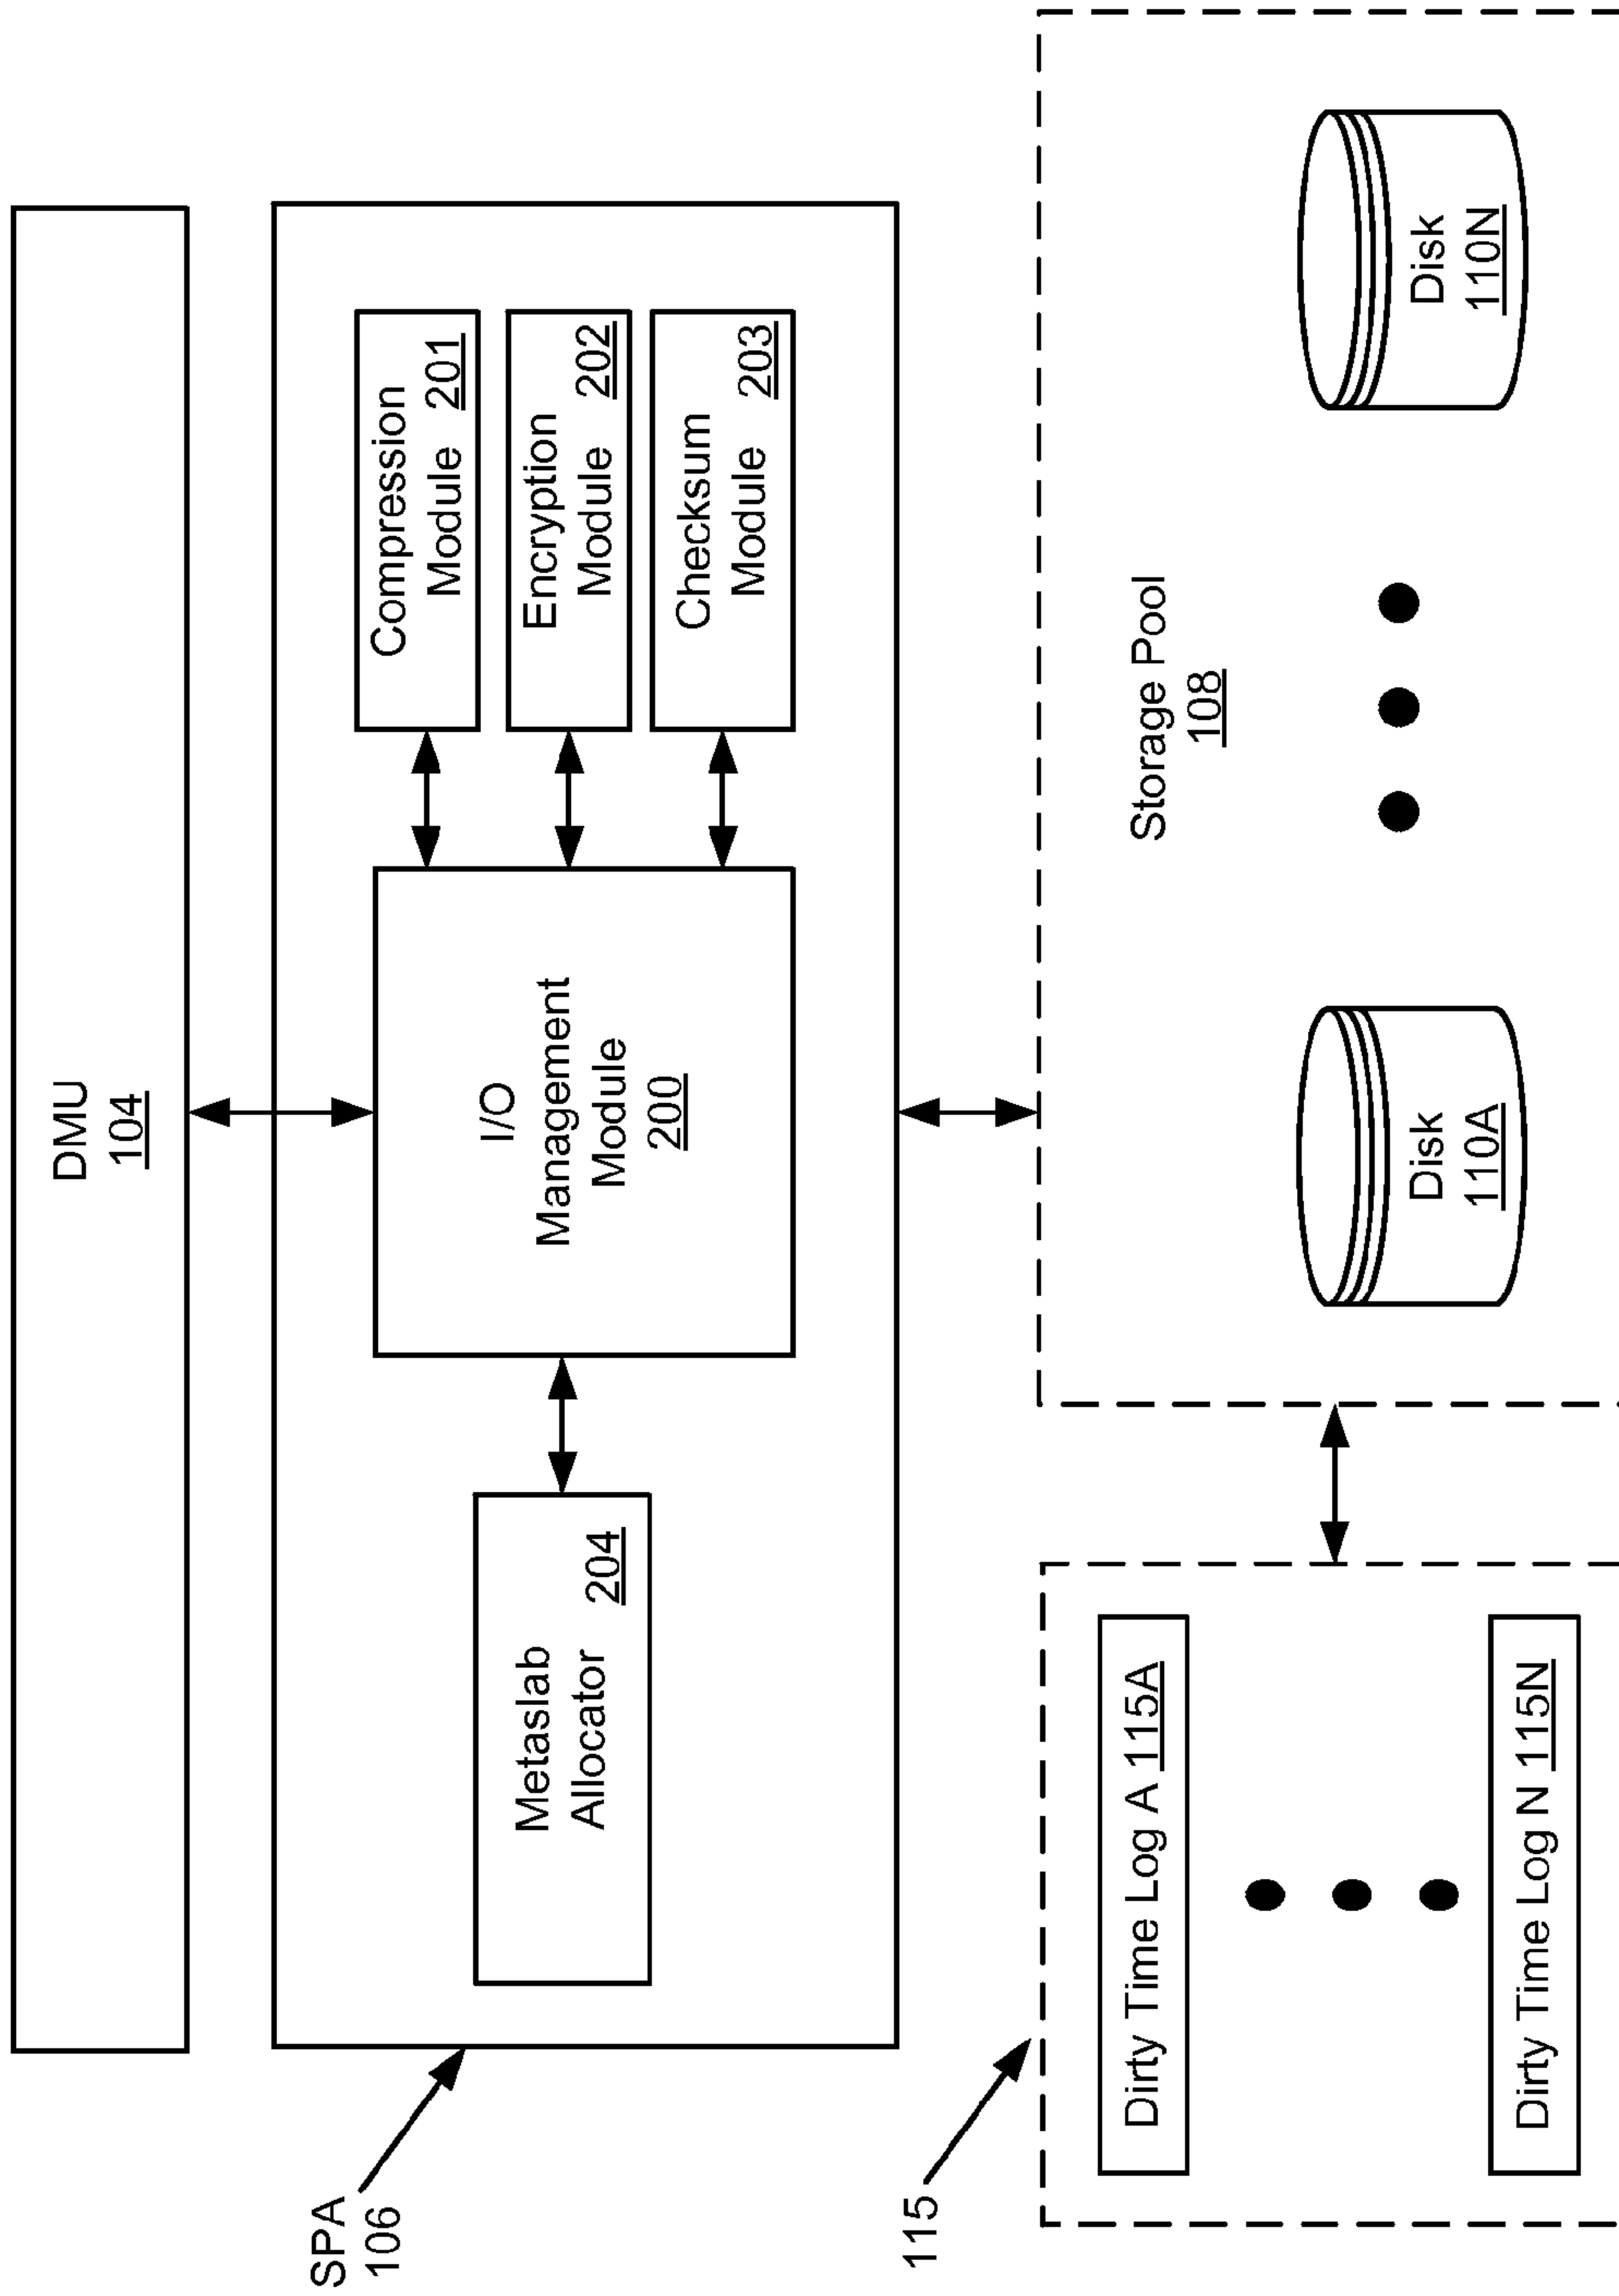 DMU
104
SPA
106
Metaslab
Allocator
204
I/O
Management
Module
200
Compression
Module 201
Encryption
Module 202
Checksum
Module 203
115
Dirty Time Log A 115A
Dirty Time Log N 115N
Storage Pool
108
Disk
110A
Disk
110N